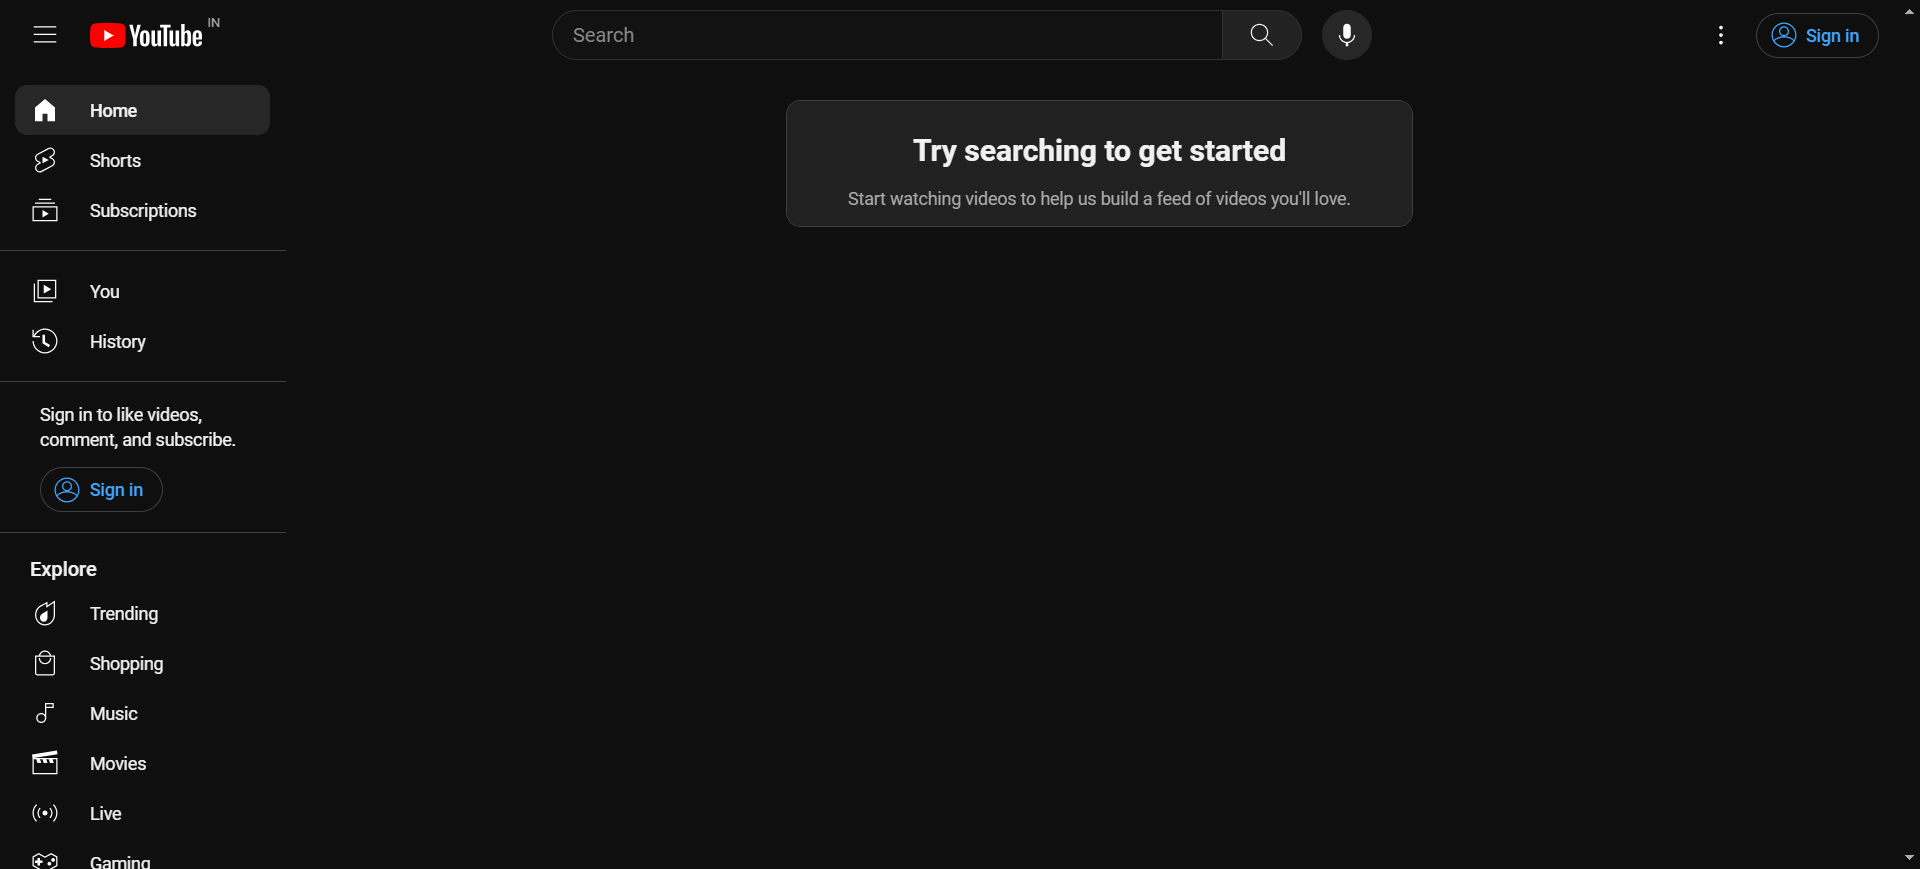 YouTube IN
Search
Sign in
Home
Shorts
Subscriptions
You
History
Sign in to like videos,
comment, and subscribe.
Sign in
Explore
Trending
Shopping
Music
Movies
Live
Gaming
Try searching to get started
Start watching videos to help us build a feed of videos you'll love.